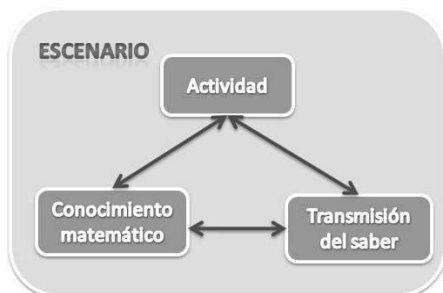 ESCENARIO
Actividad
Conocimiento
matemático
Transmisión
del saber